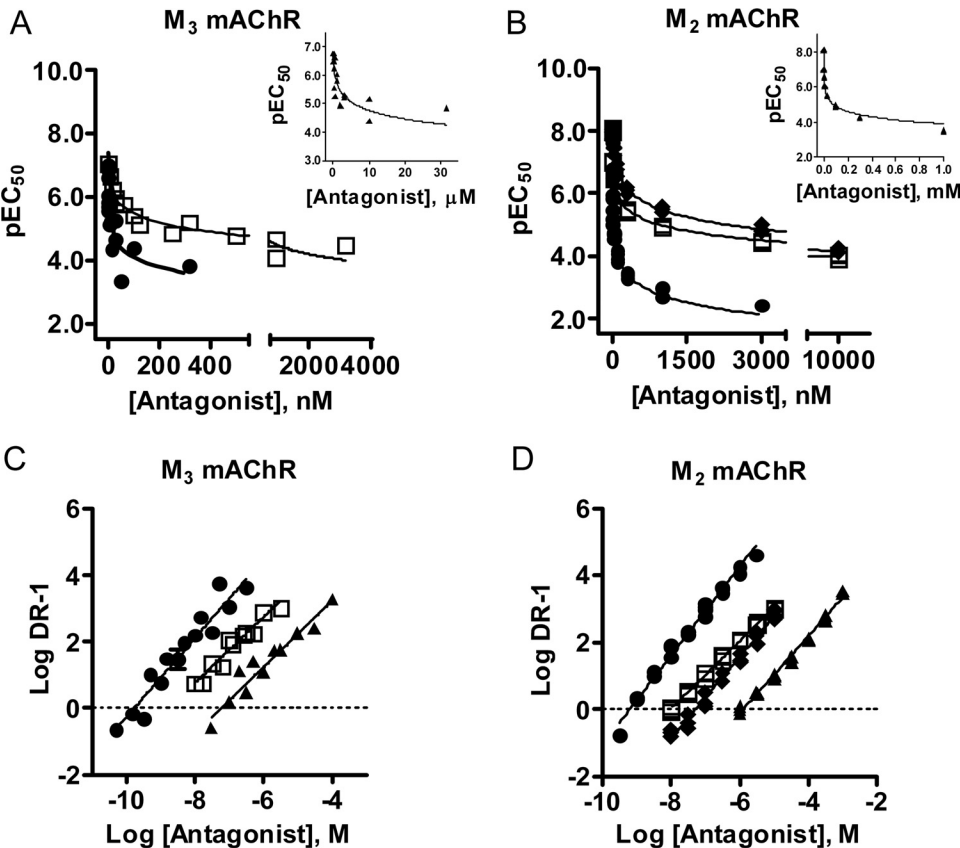 A
M3 mAChR
10.0
8.0
6.0
4.0
2.0
pEC50
0 200 400 2000 4000
[Antagonist], nM
7.0
6.0
5.0
4.0
3.0
pEC50
0 10 20 30
[Antagonist], μM
B
M2 mAChR
10.0
8.0
6.0
4.0
2.0
pEC50
0 1500 3000 10000
[Antagonist], nM
10.0
8.0
6.0
4.0
2.0
pEC50
0.0 0.2 0.4 0.6 0.8 1.0
[Antagonist], mM
C
M3 mAChR
6
4
2
0
-2
Log DR-1
-10 -8 -6 -4
Log [Antagonist], M
D
M2 mAChR
6
4
2
0
-2
Log DR-1
-10 -8 -6 -4 -2
Log [Antagonist], M